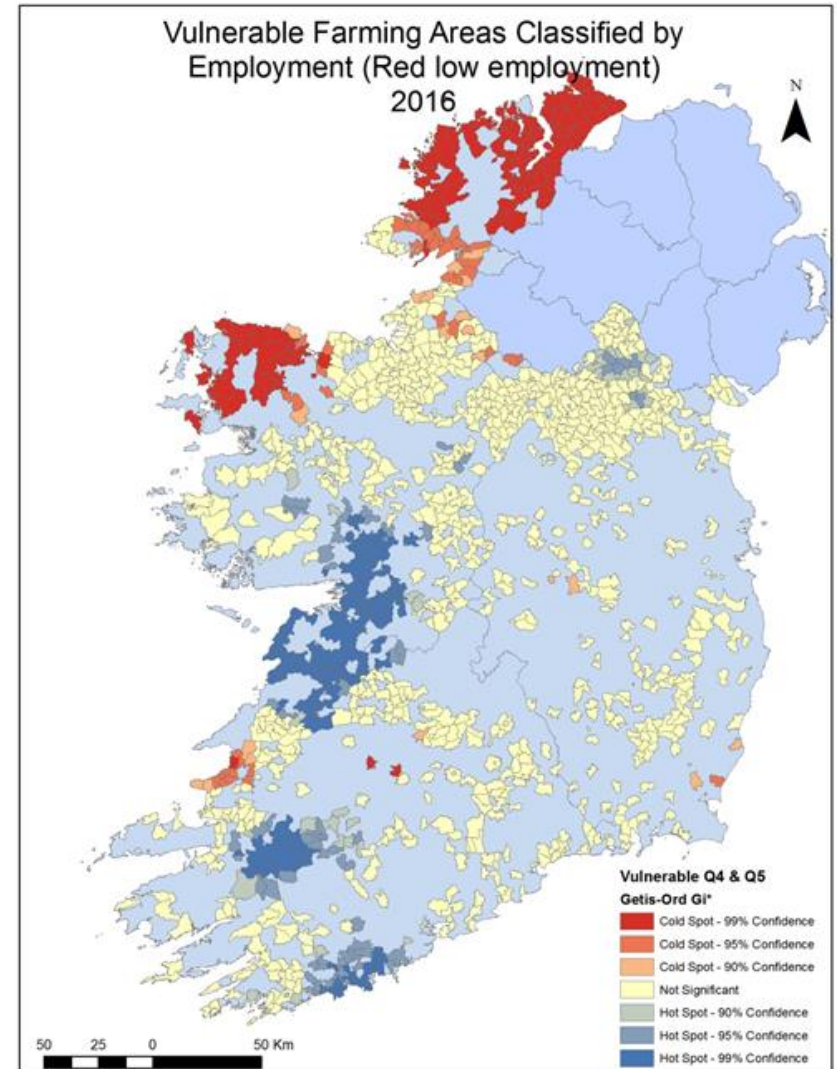 Vulnerable Farming Areas Classified by
Employment (Red low employment)
2016
N
Vulnerable Q4 & Q5
Getis-Ord Gi*
Cold Spot - 99% Confidence
Cold Spot - 95% Confidence
Cold Spot - 90% Confidence
Not Significant
Hot Spot - 90% Confidence
Hot Spot - 95% Confidence
Hot Spot - 99% Confidence
50 25 0 50 Km